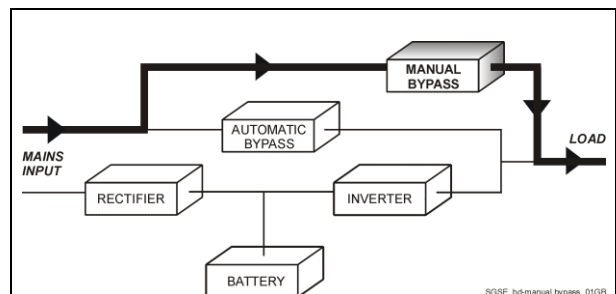 MANUAL
BYPASS
AUTOMATIC
BYPASS
MAINS
INPUT
LOAD
RECTIFIER
INVERTER
BATTERY
SGSE_bd-manual bypass_01GB